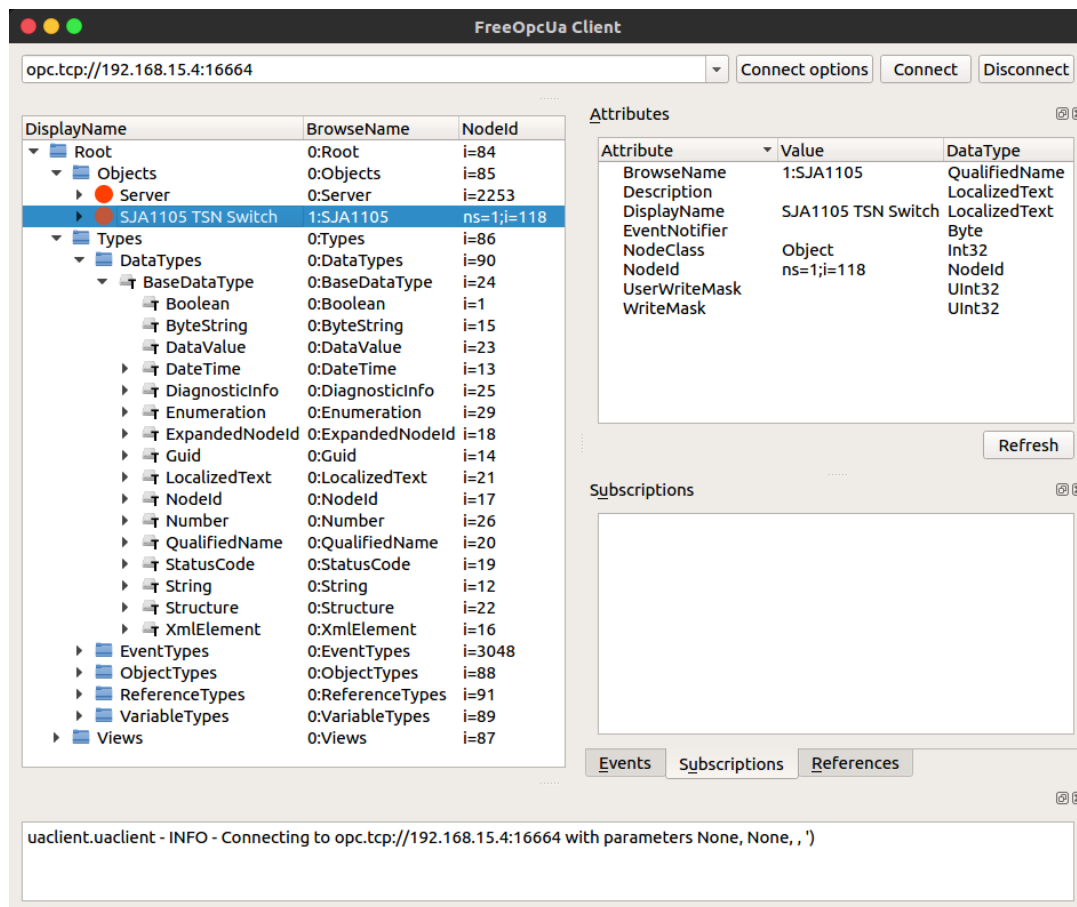 FreeOpcUa Client
opc.tcp://192.168.15.4:16664
Connect options
Connect
Disconnect
DisplayName BrowseName NodeId
Root 0:Root i=84
Objects 0:Objects i=85
Server 0:Server i=2253
SJA1105 TSN Switch 1:SJA1105 ns=1;i=118
Types 0:Types i=86
DataTypes 0:DataTypes i=90
BaseDataType 0:BaseDataType i=24
Boolean 0:Boolean i=1
ByteString 0:ByteString i=15
DataValue 0:DataValue i=23
DateTime 0:DateTime i=13
DiagnosticInfo 0:DiagnosticInfo i=25
Enumeration 0:Enumeration i=29
ExpandedNodeId 0:ExpandedNodeId i=18
Guid 0:Guid i=14
LocalizedText 0:LocalizedText i=21
NodeId 0:NodeId i=17
Number 0:Number i=26
QualifiedName 0:QualifiedName i=20
StatusCode 0:StatusCode i=19
String 0:String i=12
Structure 0:Structure i=22
XmlElement 0:XmlElement i=16
EventTypes 0:EventTypes i=3048
ObjectTypes 0:ObjectTypes i=88
ReferenceTypes 0:ReferenceTypes i=91
VariableTypes 0:VariableTypes i=89
Views 0:Views i=87
Attributes
Attribute Value DataType
BrowseName 1:SJA1105 QualifiedName
Description LocalizedText
DisplayName SJA1105 TSN Switch LocalizedText
EventNotifier Byte
NodeClass Object Int32
NodeId ns=1;i=118 NodeId
UserWriteMask UInt32
WriteMask UInt32
Refresh
Subscriptions
Events
Subscriptions
References
uaclient.uaclient - INFO - Connecting to opc.tcp://192.168.15.4:16664 with parameters None, None, , ')